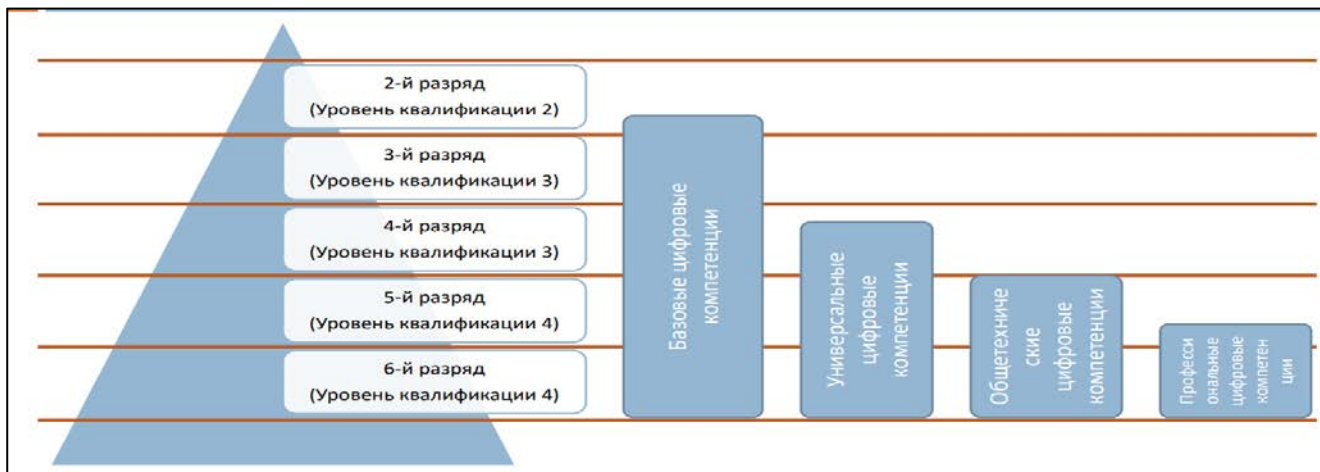 2-й разряд
(Уровень квалификации 2)
3-й разряд
(Уровень квалификации 3)
4-й разряд
(Уровень квалификации 3)
5-й разряд
(Уровень квалификации 4)
6-й разряд
(Уровень квалификации 4)
Базовые цифровые
компетенции
Универсальные
цифровые
компетенции
Общетехниче
ские
цифровые
компетенции
Професси
ональные
цифровые
компетен
ции